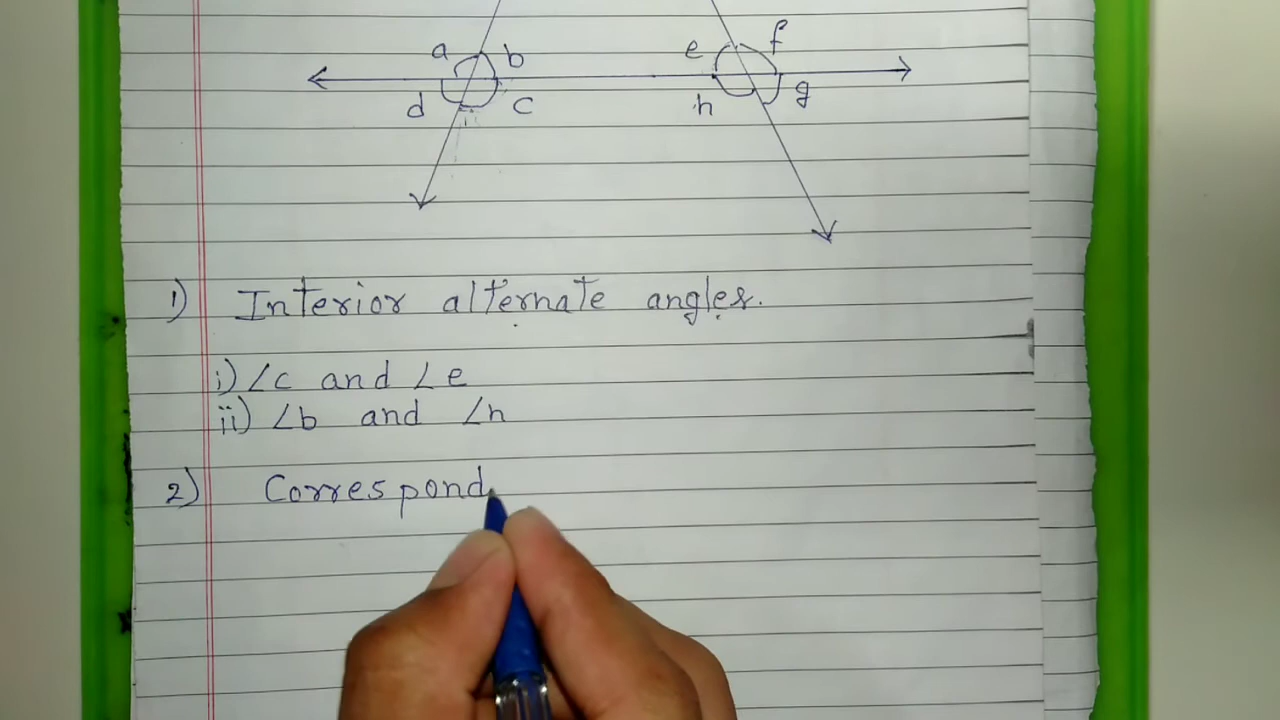 a b e f
d c h g
1) Interior alternate angles.
i) ∠c and ∠e
ii) ∠b and ∠h
2) Correspond